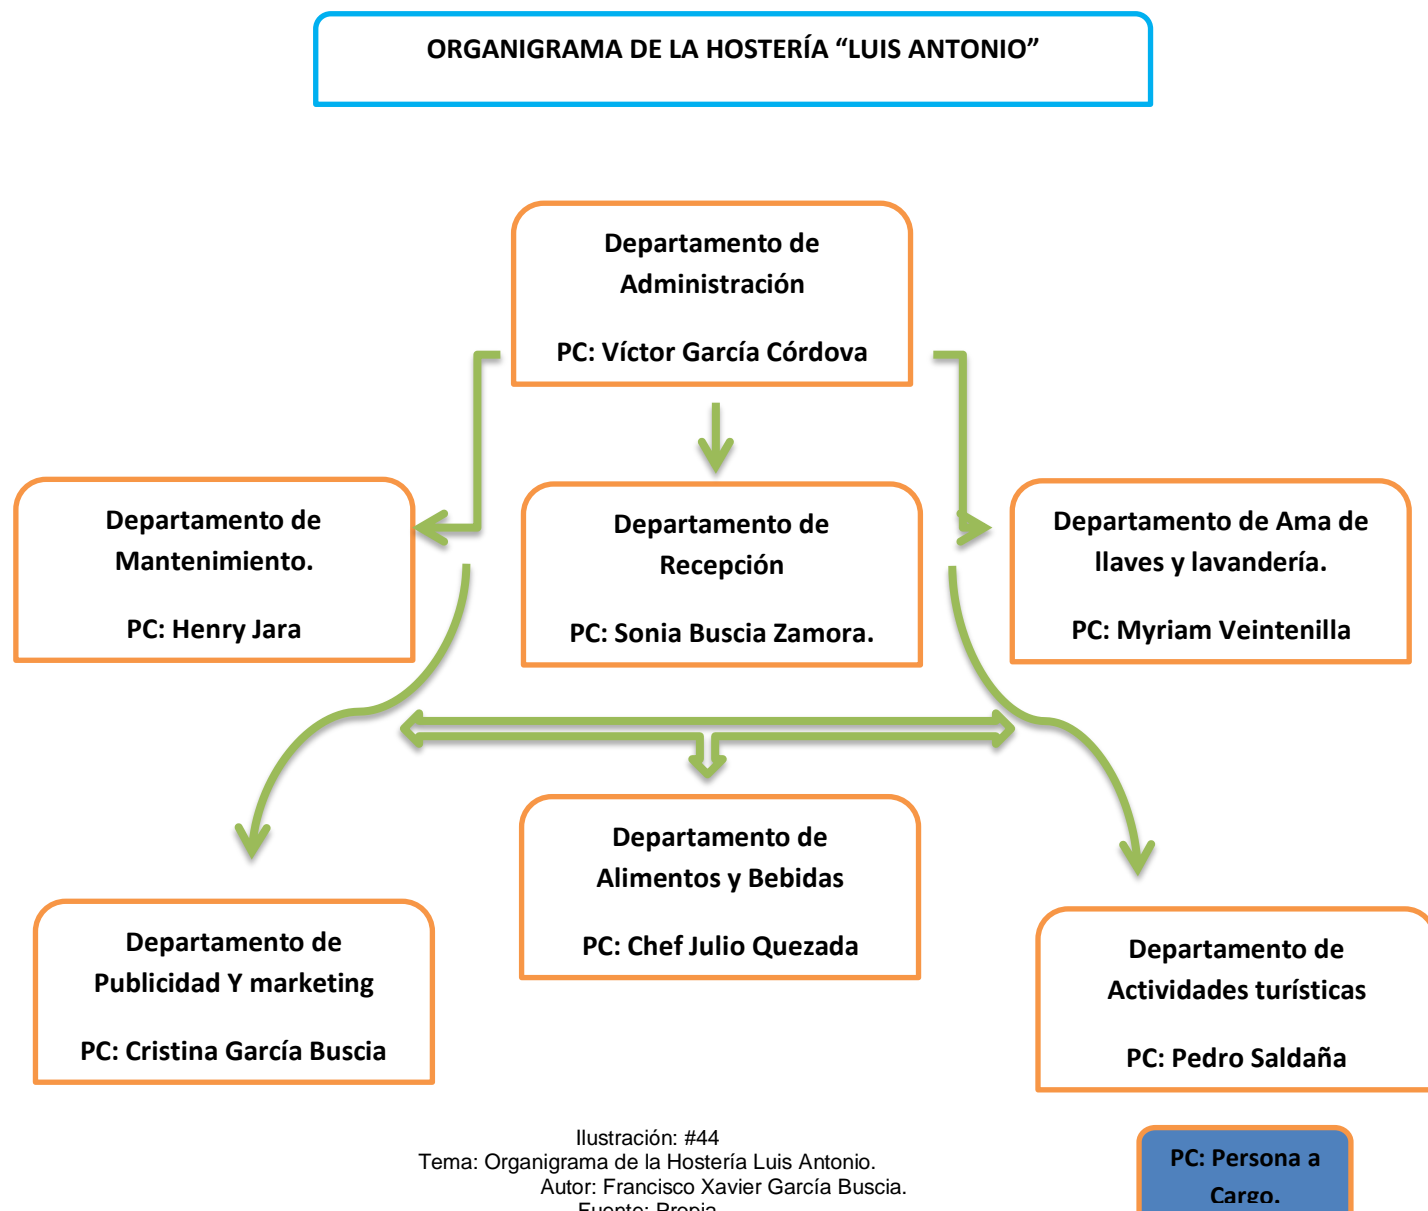 ORGANIGRAMA DE LA HOSTERÍA “LUIS ANTONIO”
Departamento de
Administración
PC: Víctor García Córdova
Departamento de
Mantenimiento.
PC: Henry Jara
Departamento de
Recepción
PC: Sonia Buscia Zamora.
Departamento de Ama de
llaves y lavandería.
PC: Myriam Veintenilla
Departamento de
Alimentos y Bebidas
PC: Chef Julio Quezada
Departamento de
Publicidad Y marketing
PC: Cristina García Buscia
Departamento de
Actividades turísticas
PC: Pedro Saldaña
Ilustración: #44
Tema: Organigrama de la Hostería Luis Antonio.
Autor: Francisco Xavier García Buscia.
Fuente: Propia
PC: Persona a
Cargo.